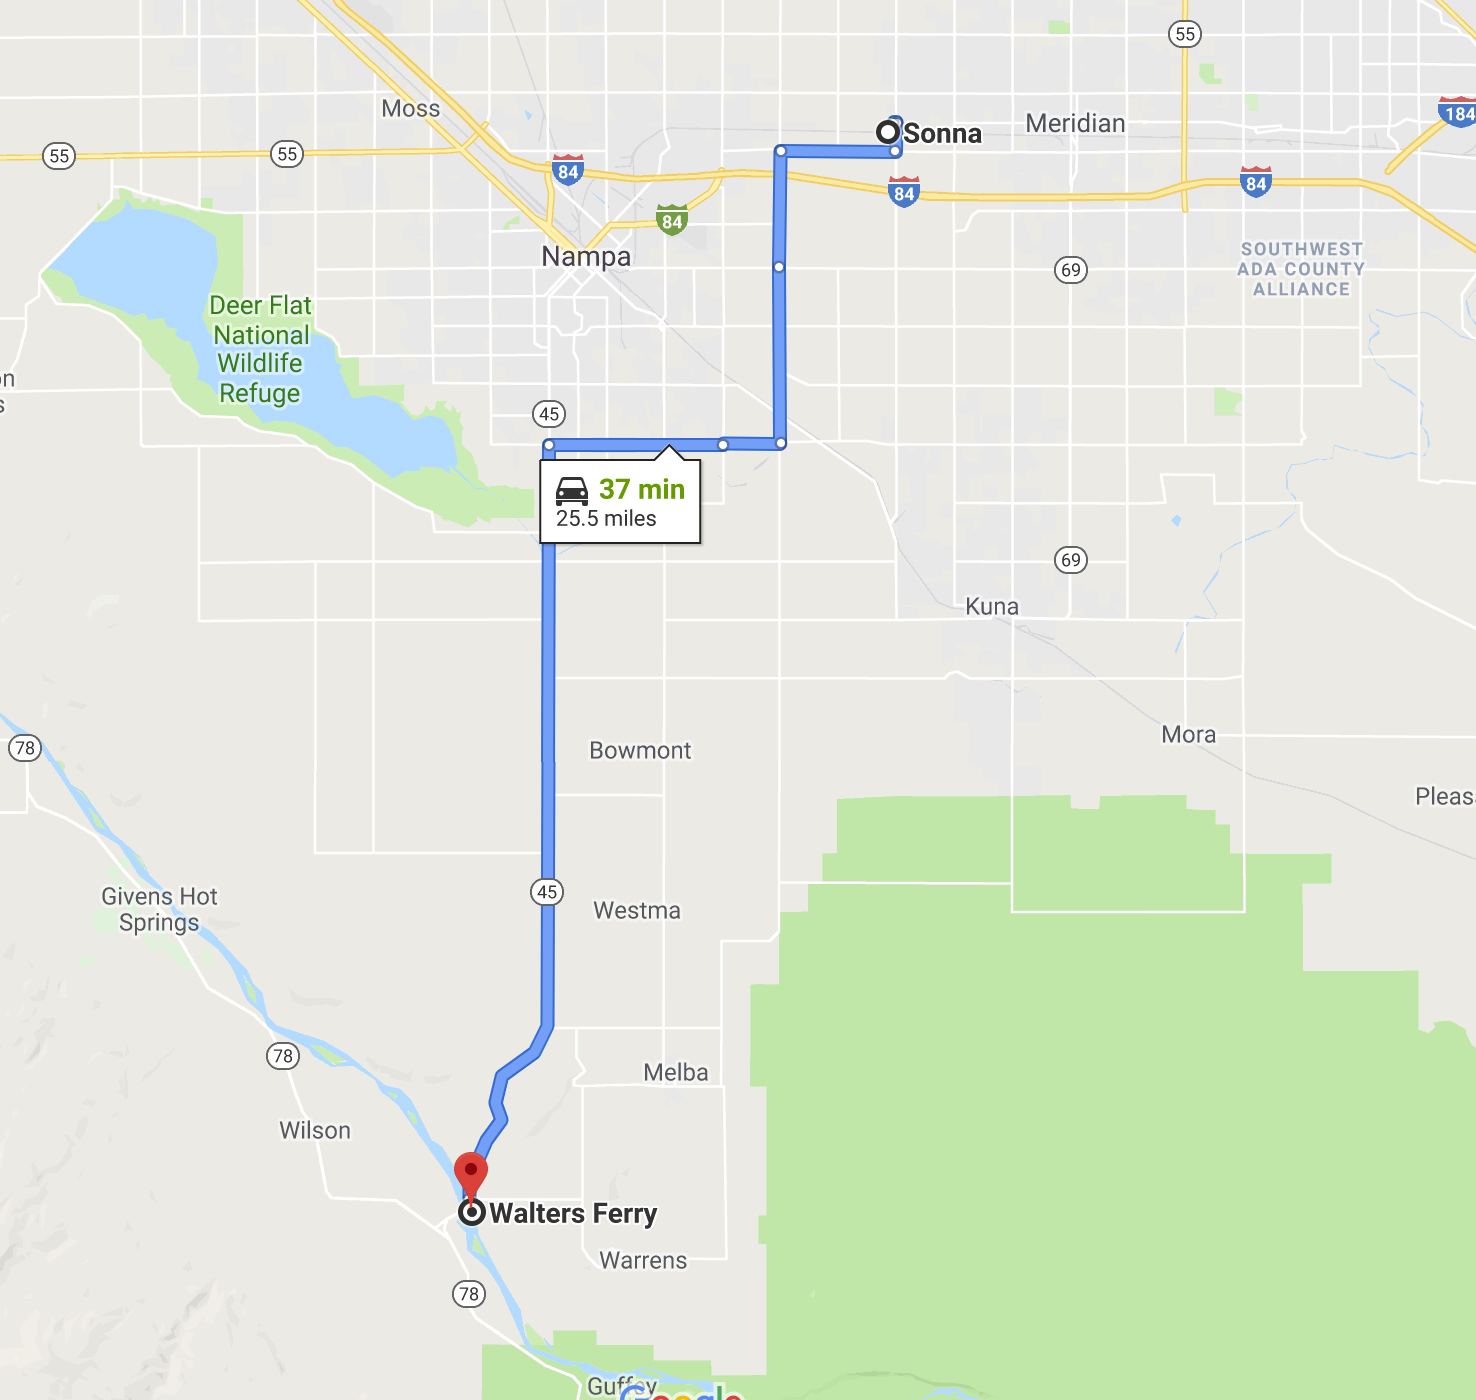 55
184
Moss
Sonna
Meridian
55
55
84
84
84
84
Nampa
SOUTHWEST
ADA COUNTY
ALLIANCE
69
Deer Flat
National
Wildlife
Refuge
45
37 min
25.5 miles
69
Kuna
78
Bowmont
Mora
Pleas
45
Givens Hot
Springs
Westma
78
Melba
Wilson
Walters Ferry
Warrens
78
Guffey
Google